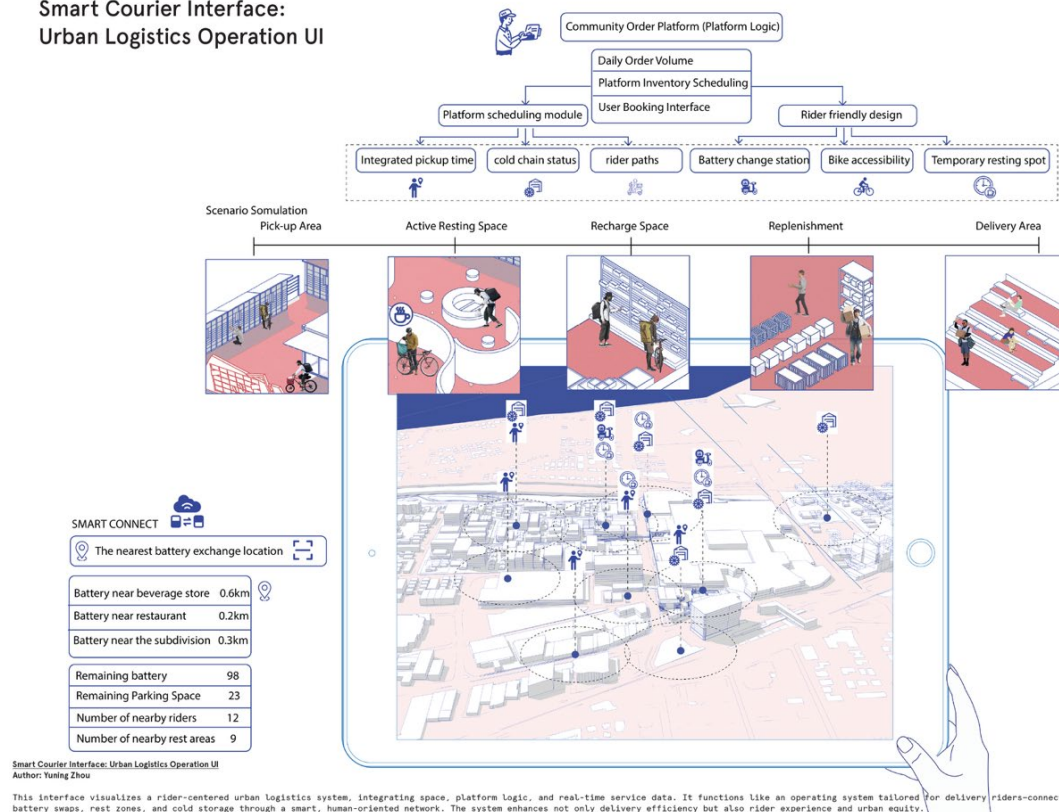 Smart Courier Interface:
Urban Logistics Operation UI
Community Order Platform (Platform Logic)
Daily Order Volume
Platform Inventory Scheduling
User Booking Interface
Platform scheduling module
Rider friendly design
Integrated pickup time
cold chain status
rider paths
Battery change station
Bike accessibility
Temporary resting spot
Scenario Somulation
Pick-up Area
Active Resting Space
Recharge Space
Replenishment
Delivery Area
SMART CONNECT
The nearest battery exchange location
Battery near beverage store 0.6km
Battery near restaurant 0.2km
Battery near the subdivision 0.3km
Remaining battery 98
Remaining Parking Space 23
Number of nearby riders 12
Number of nearby rest areas 9
Smart Courier Interface: Urban Logistics Operation UI
Author: Yuning Zhou
This interface visualizes a rider-centered urban logistics system, integrating space, platform logic, and real-time service data. It functions like an operating system tailored for delivery riders—connec
battery swaps, rest zones, and cold storage through a smart, human-oriented network. The system enhances not only delivery efficiency but also rider experience and urban equity.